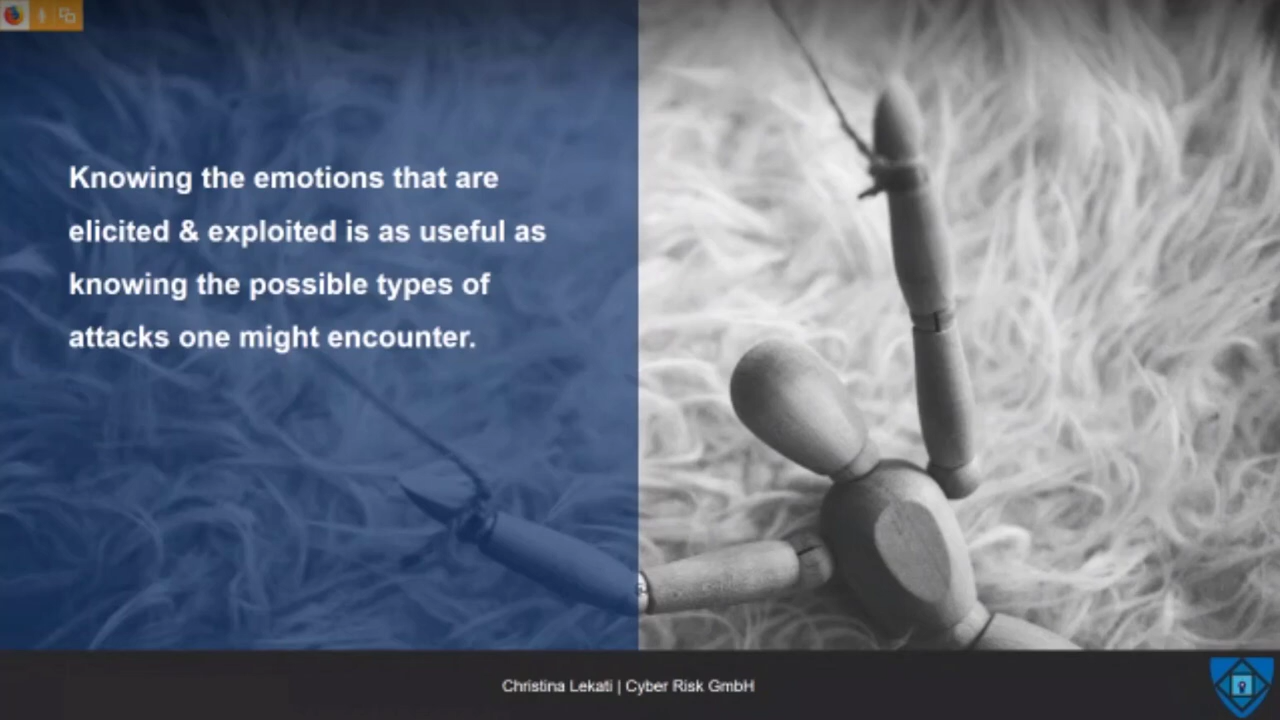 Knowing the emotions that are
elicited & exploited is as useful as
knowing the possible types of
attacks one might encounter.
Christina Lekati | Cyber Risk GmbH